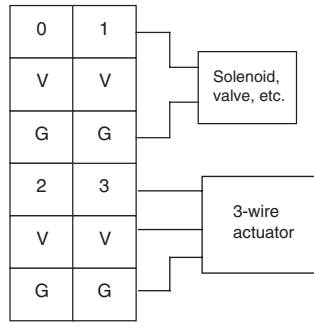 0 1
V V
G G
2 3
V V
G G
Solenoid,
valve, etc.
3-wire
actuator